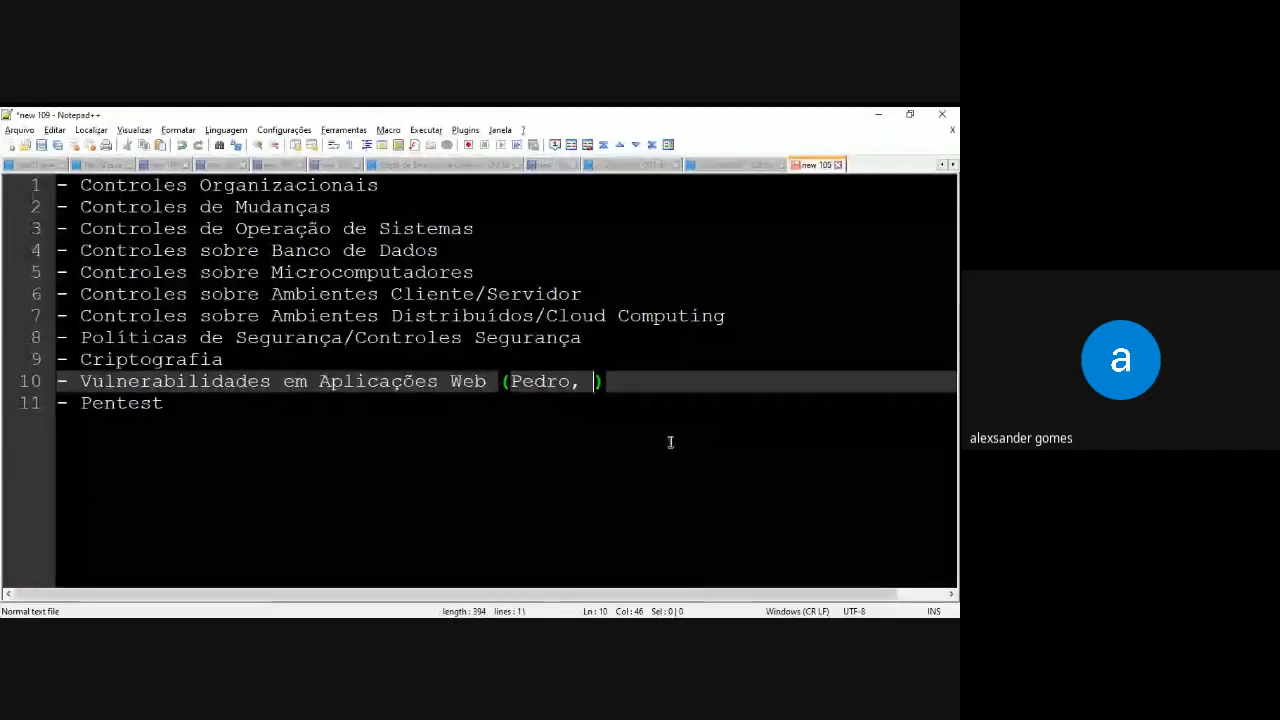 *new 109 - Notepad++
Arquivo Editar Localizar Visualizar Formatar Linguagem Configurações Ferramentas Macro Executar Plugins Janela ? X
new 105
1 - Controles Organizacionais
2 - Controles de Mudanças
3 - Controles de Operação de Sistemas
4 - Controles sobre Banco de Dados
5 - Controles sobre Microcomputadores
6 - Controles sobre Ambientes Cliente/Servidor
7 - Controles sobre Ambientes Distribuídos/Cloud Computing
8 - Políticas de Segurança/Controles Segurança
9 - Criptografia
10 - Vulnerabilidades em Aplicações Web (Pedro, )
11 - Pentest
Normal text file length : 394 lines : 11 Ln : 10 Col : 46 Sel : 0 | 0 Windows (CR LF) UTF-8 INS
a
alexsander gomes